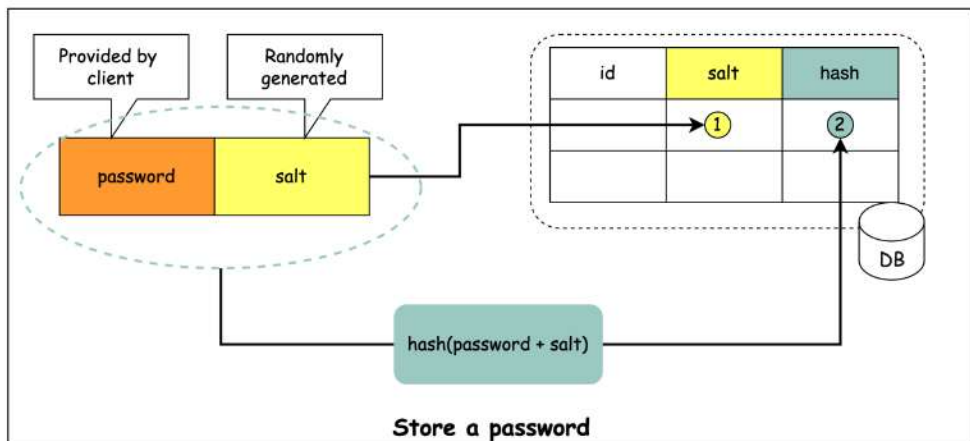 Provided by
client
Randomly
generated
password
salt
id
salt
hash
1
2
DB
hash(password + salt)
Store a password